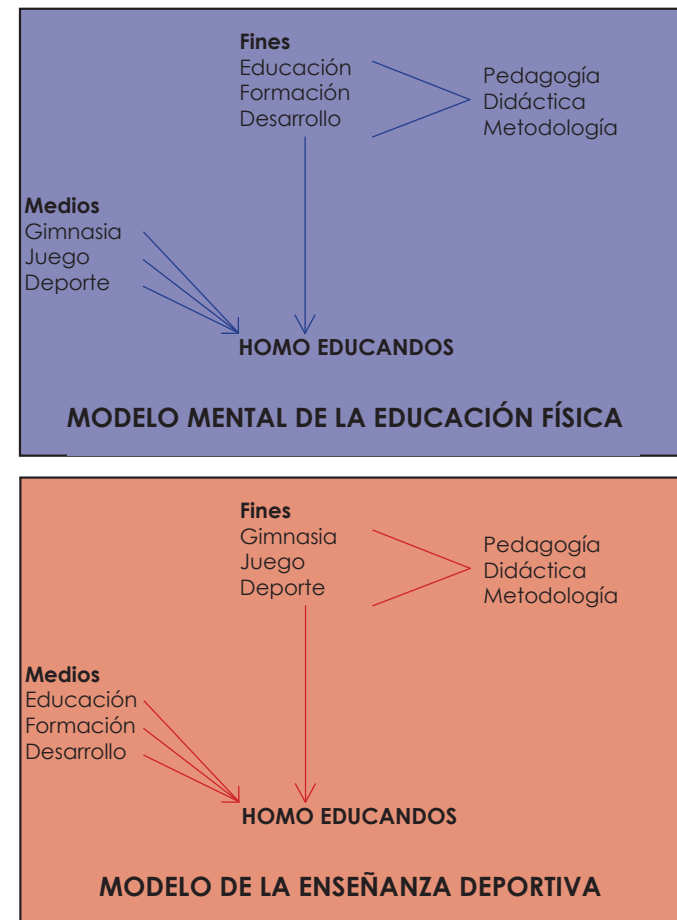 Fines
Educación
Formación
Desarrollo
Pedagogía
Didáctica
Metodología
Medios
Gimnasia
Juego
Deporte
HOMO EDUCANDOS
MODELO MENTAL DE LA EDUCACIÓN FÍSICA
Fines
Gimnasia
Juego
Deporte
Pedagogía
Didáctica
Metodología
Medios
Educación
Formación
Desarrollo
HOMO EDUCANDOS
MODELO DE LA ENSEÑANZA DEPORTIVA